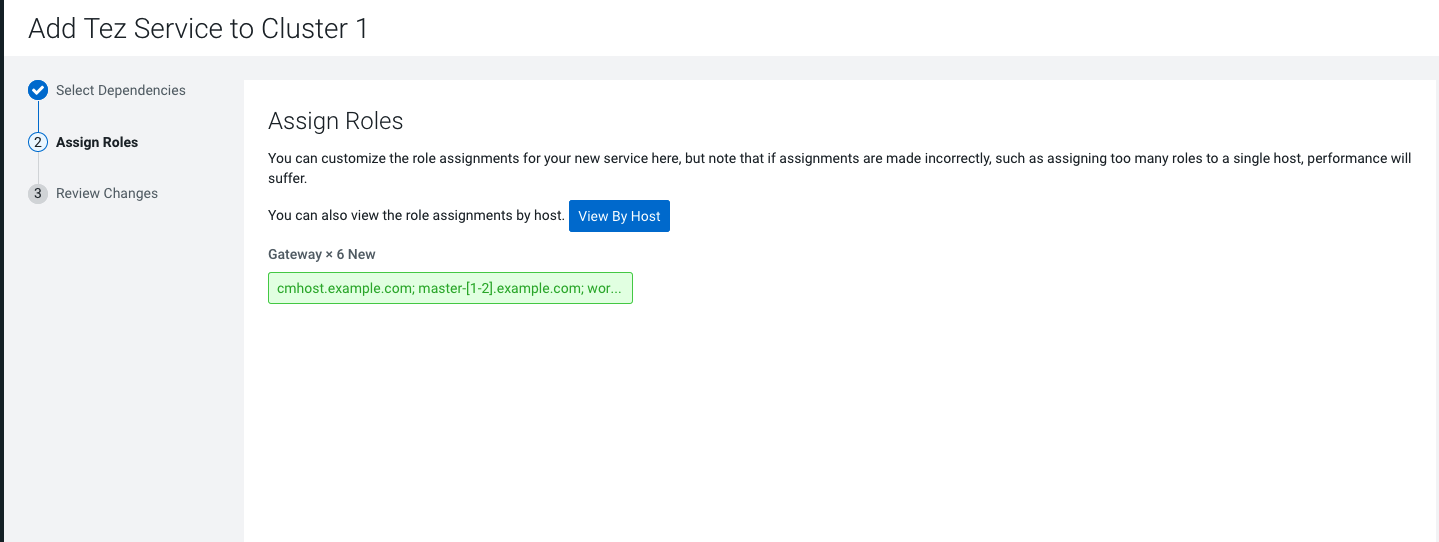 Add Tez Service to Cluster 1
Select Dependencies
2 Assign Roles
3 Review Changes
Assign Roles
You can customize the role assignments for your new service here, but note that if assignments are made incorrectly, such as assigning too many roles to a single host, performance will
suffer.
You can also view the role assignments by host. View By Host
Gateway × 6 New
cmhost.example.com; master-[1-2].example.com; wor...